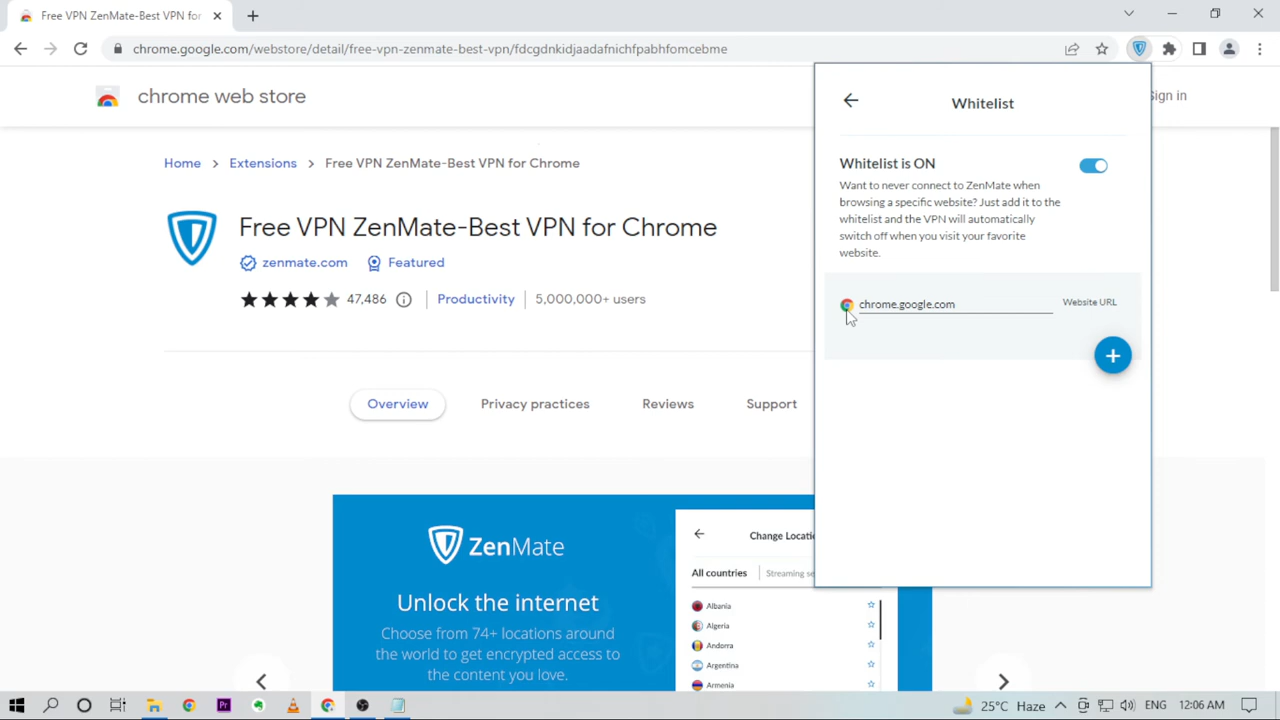 Free VPN ZenMate-Best VPN for
chrome.google.com/webstore/detail/free-vpn-zenmate-best-vpn/fdcgdnkidjaadafnichfpabhfomcebme
chrome web store
Sign in
Home > Extensions > Free VPN ZenMate-Best VPN for Chrome
Free VPN ZenMate-Best VPN for Chrome
zenmate.com Featured
47,486 Productivity 5,000,000+ users
Overview Privacy practices Reviews Support
Whitelist
Whitelist is ON
Want to never connect to ZenMate when
browsing a specific website? Just add it to the
whitelist and the VPN will automatically
switch off when you visit your favorite
website.
chrome.google.com Website URL
ZenMate
Unlock the internet
Choose from 74+ locations around
the world to get encrypted access to
the content you love.
Change Locati
All countries Streaming se
Albania
Algeria
Andorra
Argentina
Armenia
Pr
25°C Haze ENG 12:06 AM